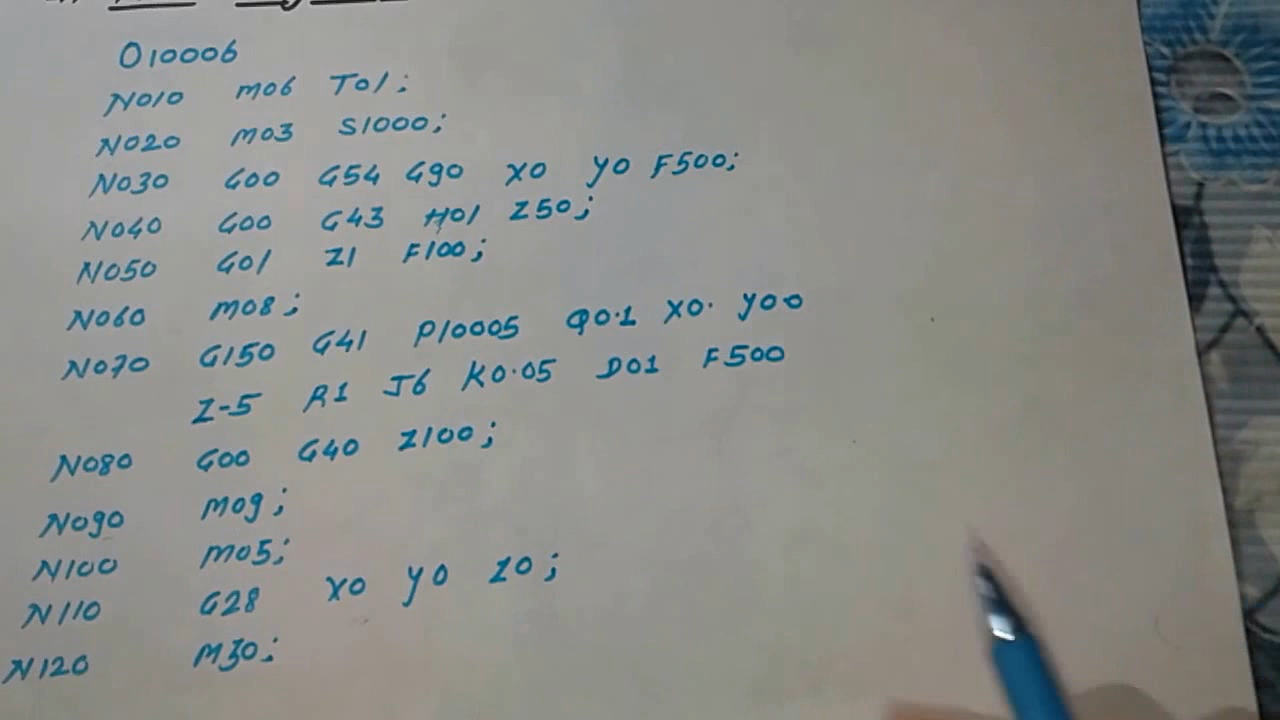 O10006
N010 M06 T01;
N020 M03 S1000;
N030 G00 G54 G90 X0 Y0 F500;
N040 G00 G43 H01 Z50;
N050 G01 Z1 F100;
N060 M08;
N070 G150 G41 P10005 Q0.1 X0. Y00
Z-5 R1 J6 K0.05 D01 F500
N080 G00 G40 Z100;
N090 M09;
N100 M05;
N110 G28 X0 Y0 Z0;
N120 M30;